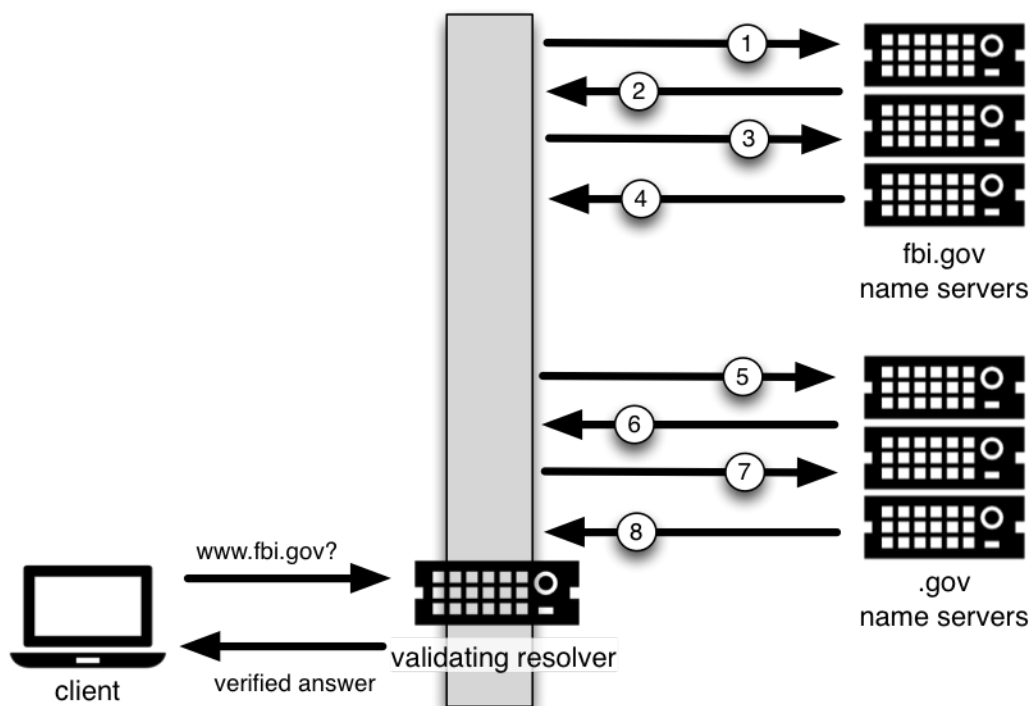 1
2
3
4
fbi.gov
name servers
5
6
7
8
.gov
name servers
www.fbi.gov?
validating resolver
verified answer
client